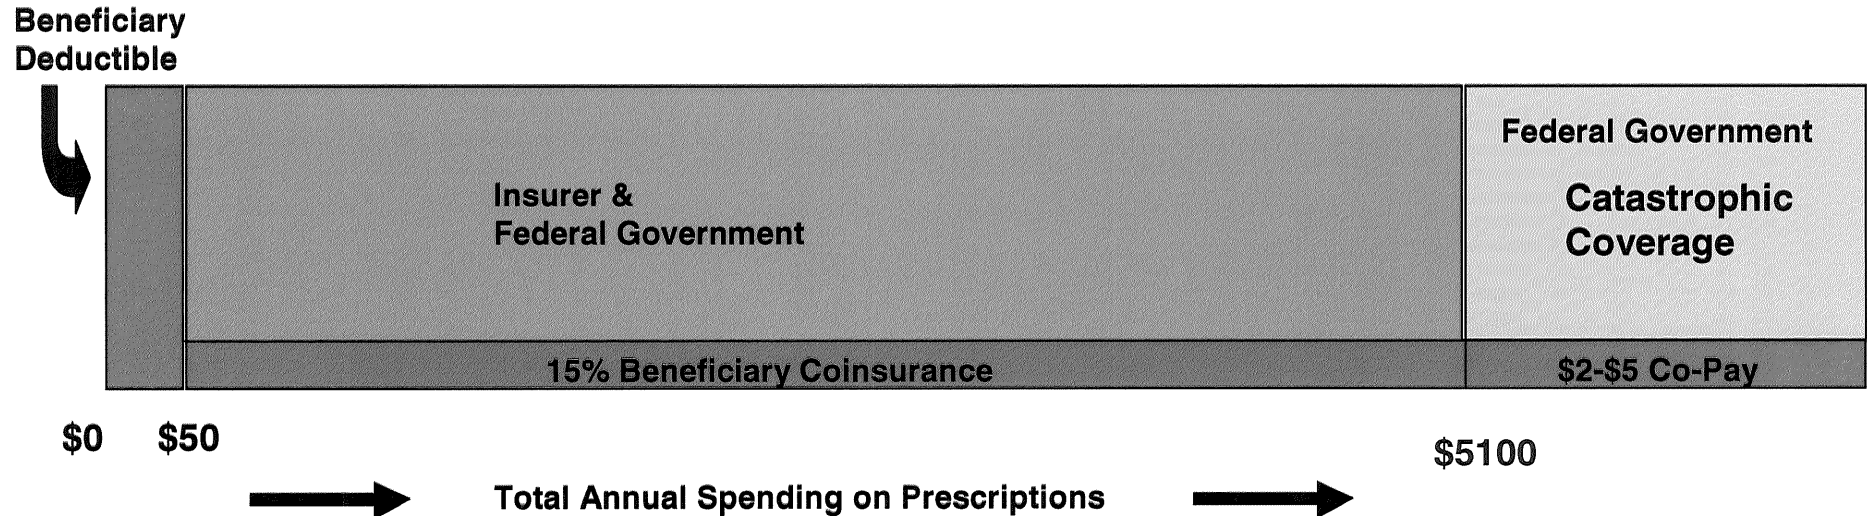 Beneficiary
Deductible
Federal Government
Catastrophic
Coverage
Insurer &
Federal Government
15% Beneficiary Coinsurance
$2-$5 Co-Pay
$0
$50
$5100
Total Annual Spending on Prescriptions